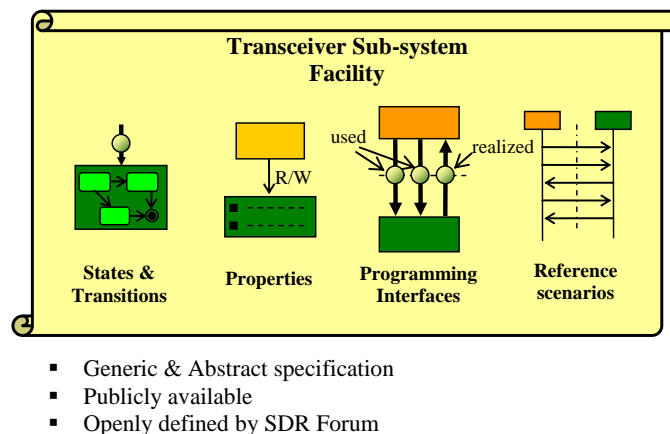 Transceiver Sub-system
Facility
used
realized
R/W
States &
Transitions
Properties
Programming
Interfaces
Reference
scenarios
▪ Generic & Abstract specification
▪ Publicly available
▪ Openly defined by SDR Forum